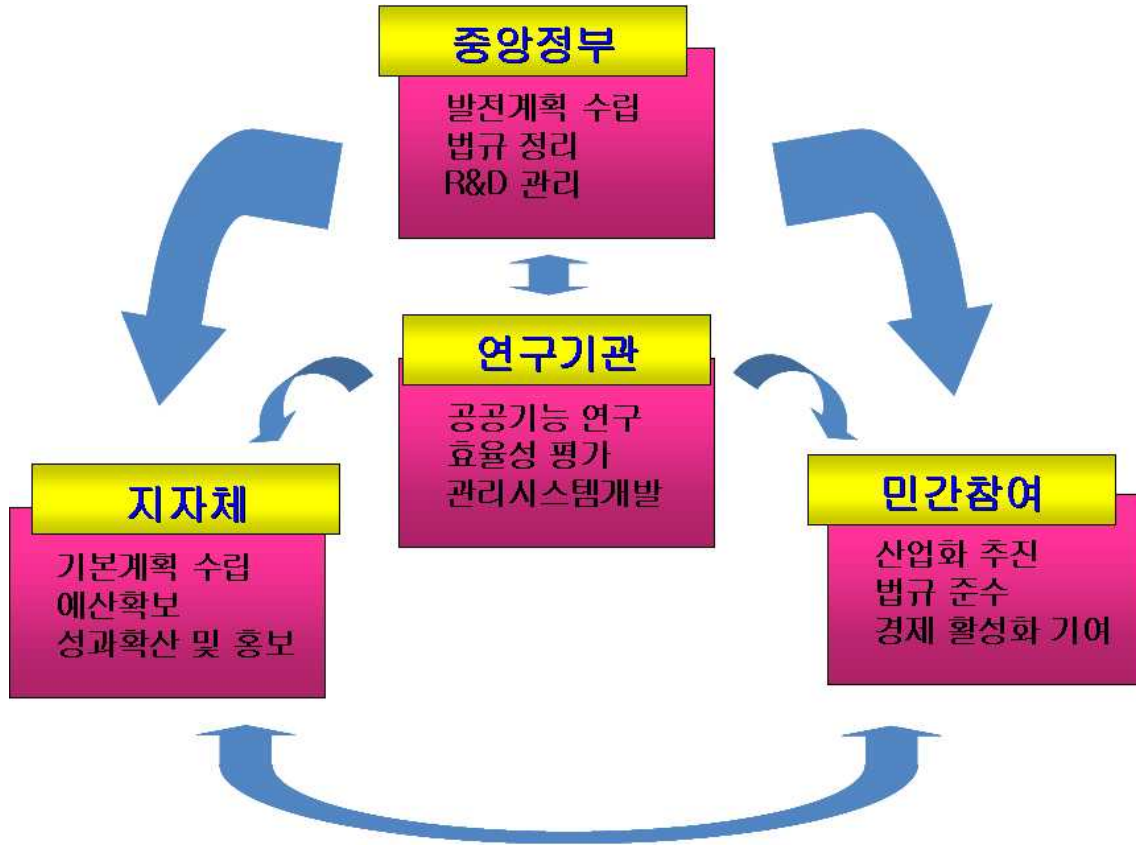 중앙정부
발전계획 수립
법규 정리
R&D 관리
연구기관
공공기능 연구
효율성 평가
관리시스템개발
지자체
기본계획 수립
예산확보
성과확산 및 홍보
민간참여
산업화 추진
법규 준수
경제 활성화 기여